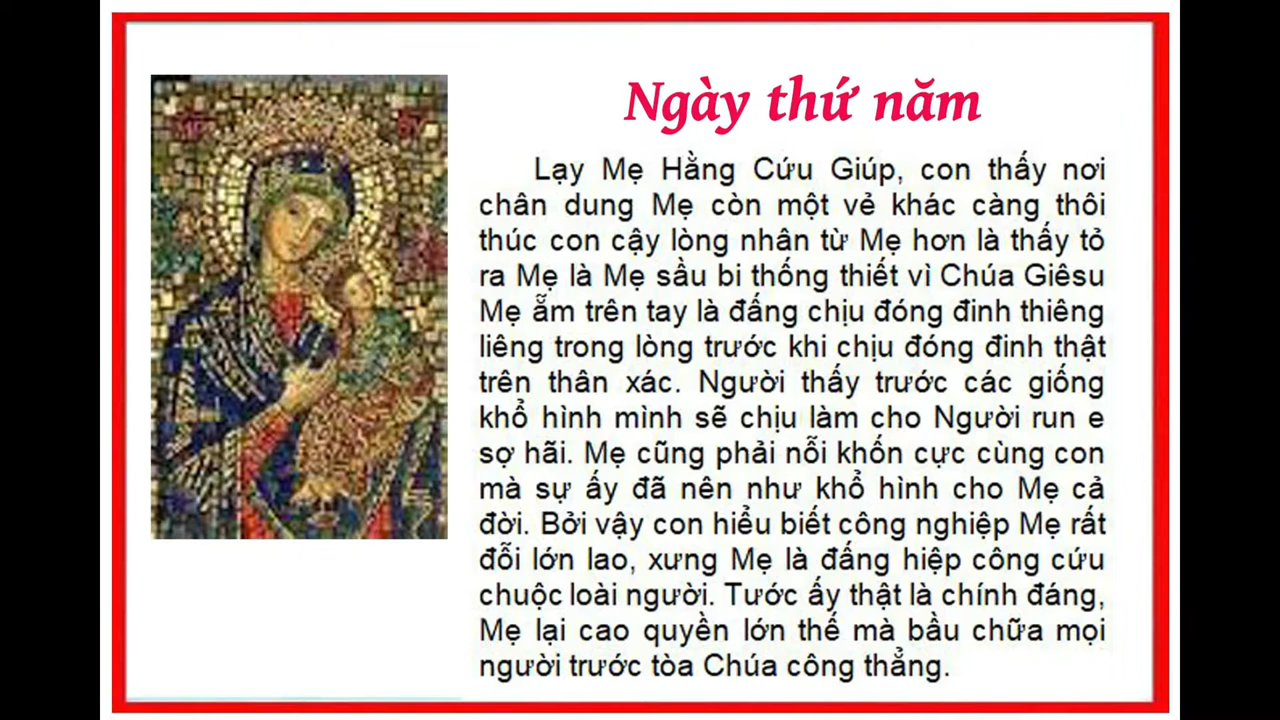 Ngày thứ năm
Lạy Mẹ Hằng Cứu Giúp, con thấy nơi
chân dung Mẹ còn một vẻ khác càng thôi
thúc con cậy lòng nhân từ Mẹ hơn là thấy tỏ
ra Mẹ là Mẹ sầu bi thống thiết vì Chúa Giêsu
Mẹ ẵm trên tay là đấng chịu đóng đinh thiêng
liêng trong lòng trước khi chịu đóng đinh thật
trên thân xác. Người thấy trước các giống
khổ hình mình sẽ chịu làm cho Người run e
sợ hãi. Mẹ cũng phải nỗi khốn cực cùng con
mà sự ấy đã nên như khổ hình cho Mẹ cả
đời. Bởi vậy con hiểu biết công nghiệp Mẹ rất
đỗi lớn lao, xưng Mẹ là đấng hiệp công cứu
chuộc loài người. Tước ấy thật là chính đáng,
Mẹ lại cao quyền lớn thế mà bầu chữa mọi
người trước tòa Chúa công thẳng.